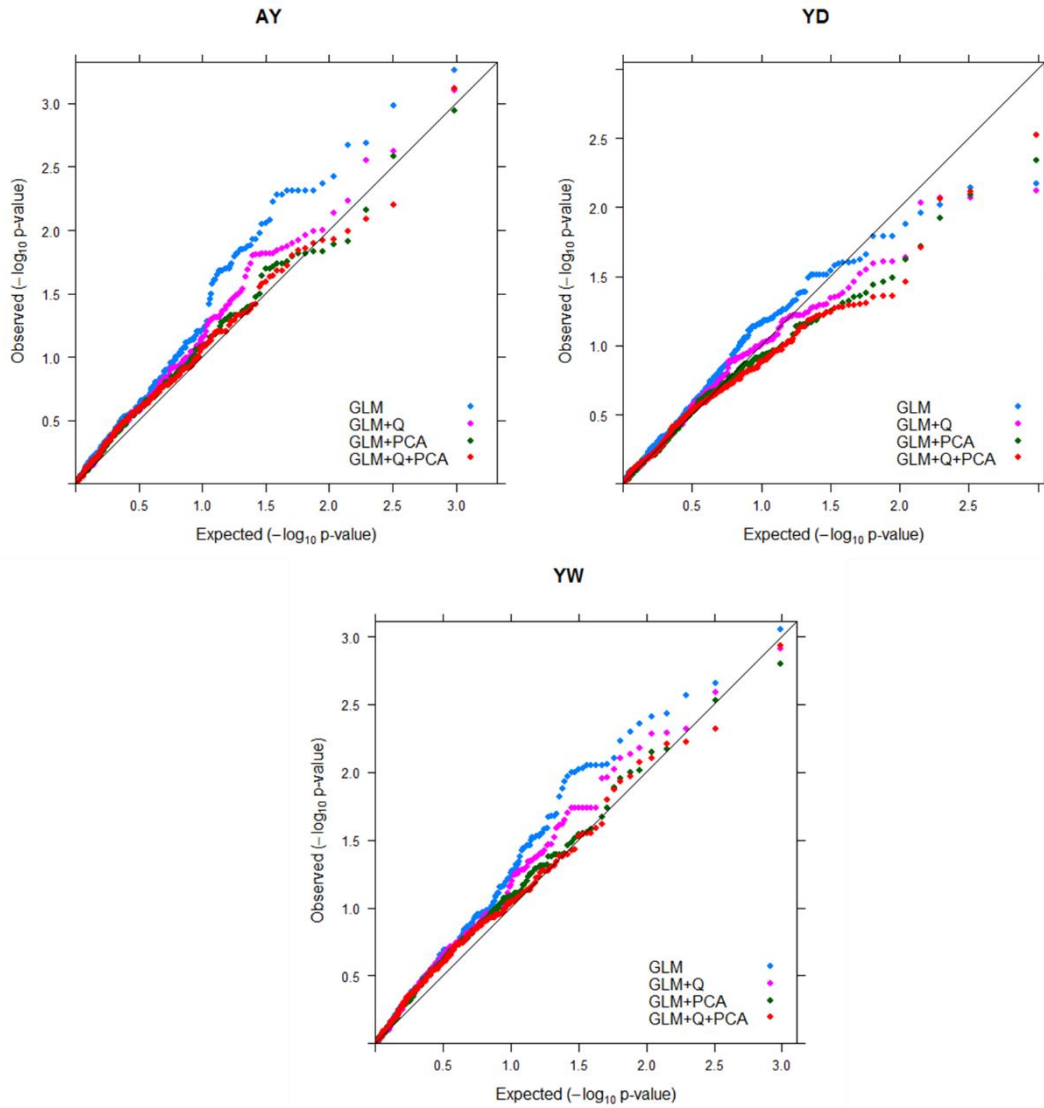 AY
3.0
2.5
2.0
1.5
1.0
0.5
Observed (−log10 p-value)
GLM
GLM+Q
GLM+PCA
GLM+Q+PCA
0.5 1.0 1.5 2.0 2.5 3.0
Expected (−log10 p-value)
YD
2.5
2.0
1.5
1.0
0.5
Observed (−log10 p-value)
GLM
GLM+Q
GLM+PCA
GLM+Q+PCA
0.5 1.0 1.5 2.0 2.5
Expected (−log10 p-value)
YW
3.0
2.5
2.0
1.5
1.0
0.5
Observed (−log10 p-value)
GLM
GLM+Q
GLM+PCA
GLM+Q+PCA
0.5 1.0 1.5 2.0 2.5 3.0
Expected (−log10 p-value)